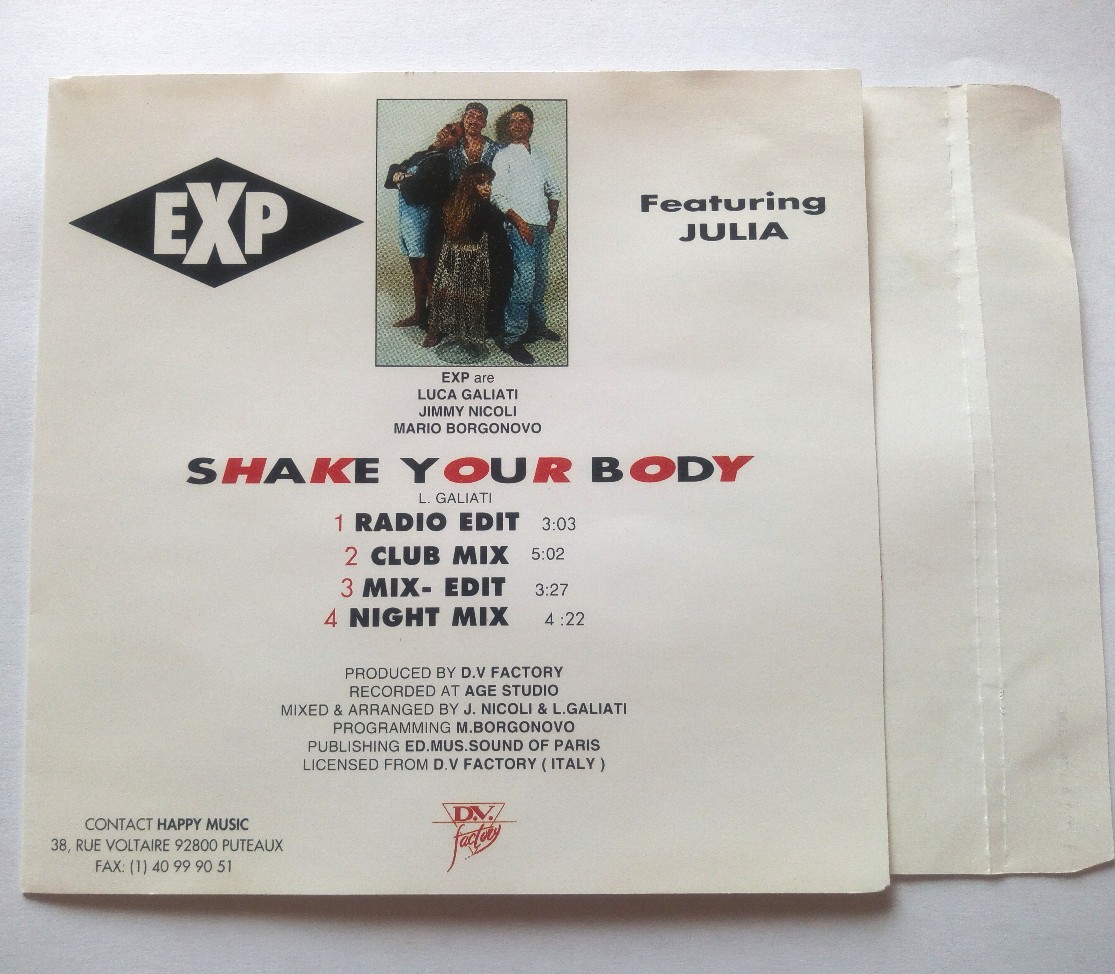 EXP
Featuring
JULIA
EXP are
LUCA GALIATI
JIMMY NICOLI
MARIO BORGONOVO
SHAKE YOUR BODY
L. GALIATI
1 RADIO EDIT 3:03
2 CLUB MIX 5:02
3 MIX- EDIT 3:27
4 NIGHT MIX 4 :22
PRODUCED BY D.V FACTORY
RECORDED AT AGE STUDIO
MIXED & ARRANGED BY J. NICOLI & L.GALIATI
PROGRAMMING M.BORGONOVO
PUBLISHING ED.MUS.SOUND OF PARIS
LICENSED FROM D.V FACTORY ( ITALY )
CONTACT HAPPY MUSIC
38, RUE VOLTAIRE 92800 PUTEAUX
FAX: (1) 40 99 90 51
D.V.
factory